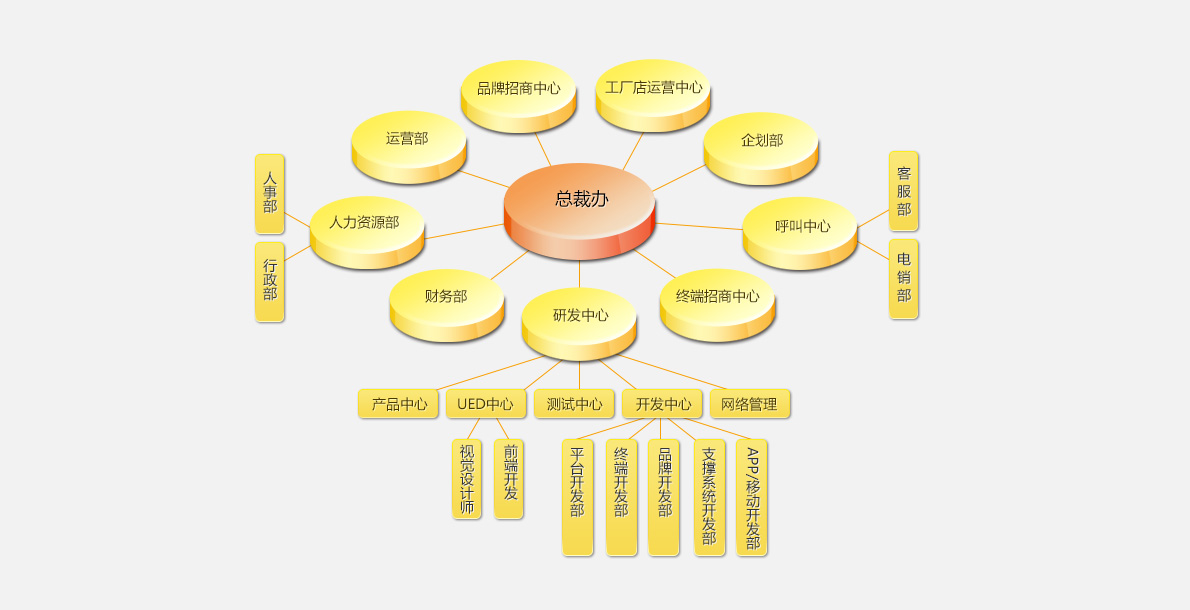 品牌招商中心
工厂店运营中心
运营部
企划部
总裁办
人事部
行政部
人力资源部
呼叫中心
客服部
电销部
财务部
研发中心
终端招商中心
产品中心
UED中心
测试中心
开发中心
网络管理
视觉设计师
前端开发
平台开发部
终端开发部
品牌开发部
支撑系统开发部
APP/移动开发部